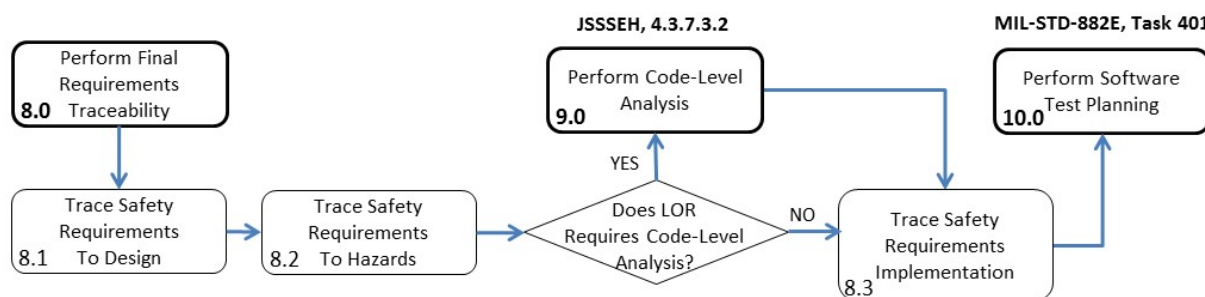 Perform Final
Requirements
Traceability
8.0
Trace Safety
Requirements
To Design
8.1
Trace Safety
Requirements
To Hazards
8.2
Does LOR
Requires Code-Level
Analysis?
YES
NO
JSSSEH, 4.3.7.3.2
Perform Code-Level
Analysis
9.0
Trace Safety
Requirements
Implementation
8.3
MIL-STD-882E, Task 401
Perform Software
Test Planning
10.0